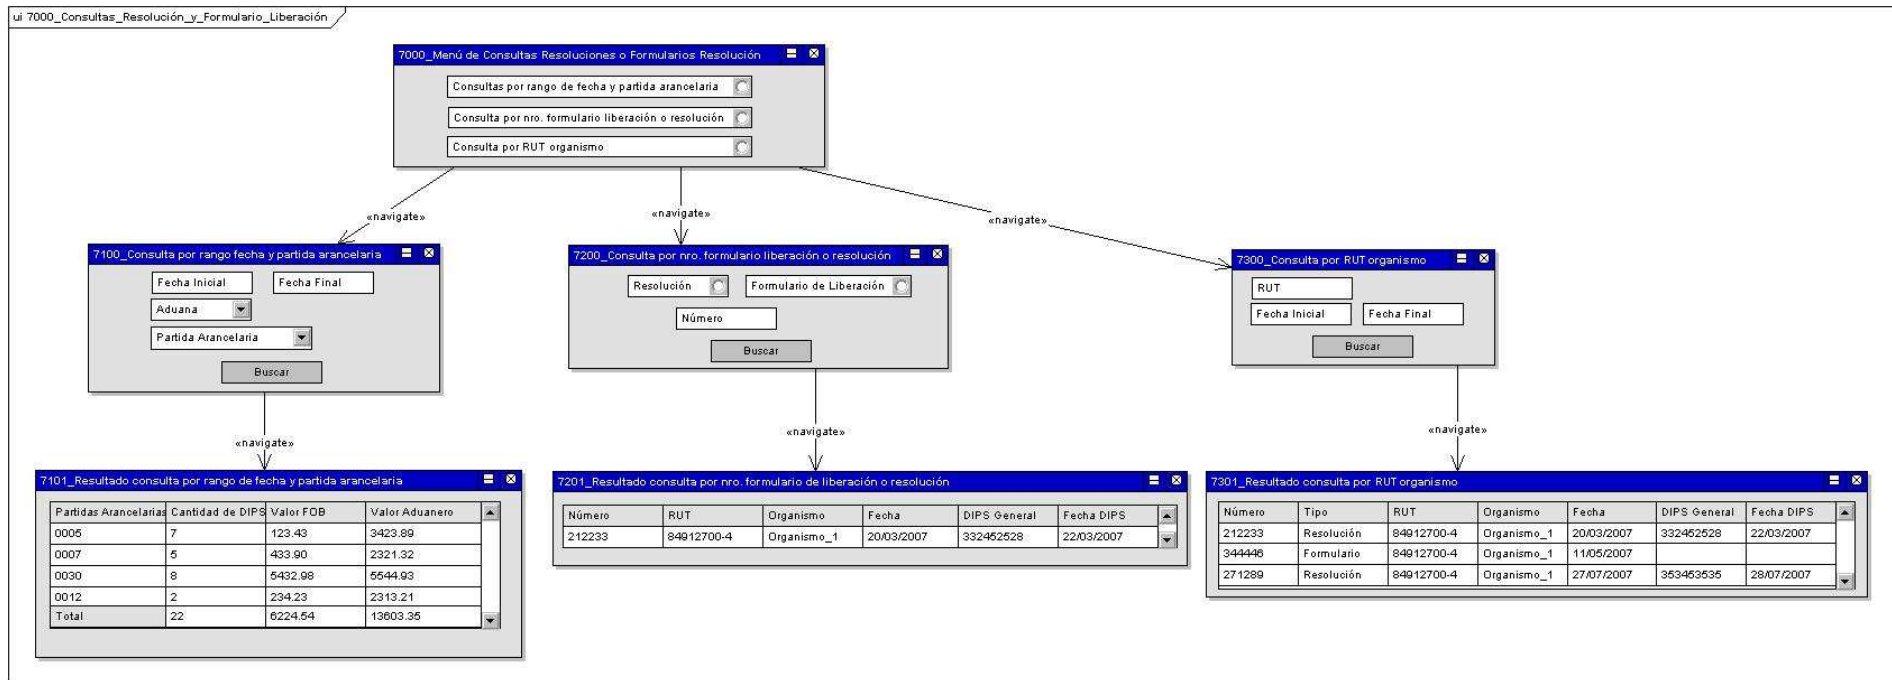 ui 7000_Consultas_Resolución_y_Formulario_Liberación
7000_Menú de Consultas Resoluciones o Formularios Resolución
Consultas por rango de fecha y partida arancelaria
Consulta por nro. formulario liberación o resolución
Consulta por RUT organismo
«navigate» «navigate» «navigate»
7100_Consulta por rango fecha y partida arancelaria
Fecha Inicial Fecha Final
Aduana
Partida Arancelaria
Buscar
7200_Consulta por nro. formulario liberación o resolución
Resolución Formulario de Liberación
Número
Buscar
7300_Consulta por RUT organismo
RUT
Fecha Inicial Fecha Final
Buscar
«navigate» «navigate» «navigate»
7101_Resultado consulta por rango de fecha y partida arancelaria
Partidas Arancelarias Cantidad de DIPS Valor FOB Valor Aduanero
0005 7 123.43 3423.89
0007 5 433.90 2321.32
0030 8 5432.98 5544.93
0012 2 234.23 2313.21
Total 22 6224.54 13603.35
7201_Resultado consulta por nro. formulario de liberación o resolución
Número RUT Organismo Fecha DIPS General Fecha DIPS
212233 84912700-4 Organismo_1 20/03/2007 332452528 22/03/2007
7301_Resultado consulta por RUT organismo
Número Tipo RUT Organismo Fecha DIPS General Fecha DIPS
212233 Resolución 84912700-4 Organismo_1 20/03/2007 332452528 22/03/2007
344446 Formulario 84912700-4 Organismo_1 11/05/2007
271289 Resolución 84912700-4 Organismo_1 27/07/2007 353453535 28/07/2007